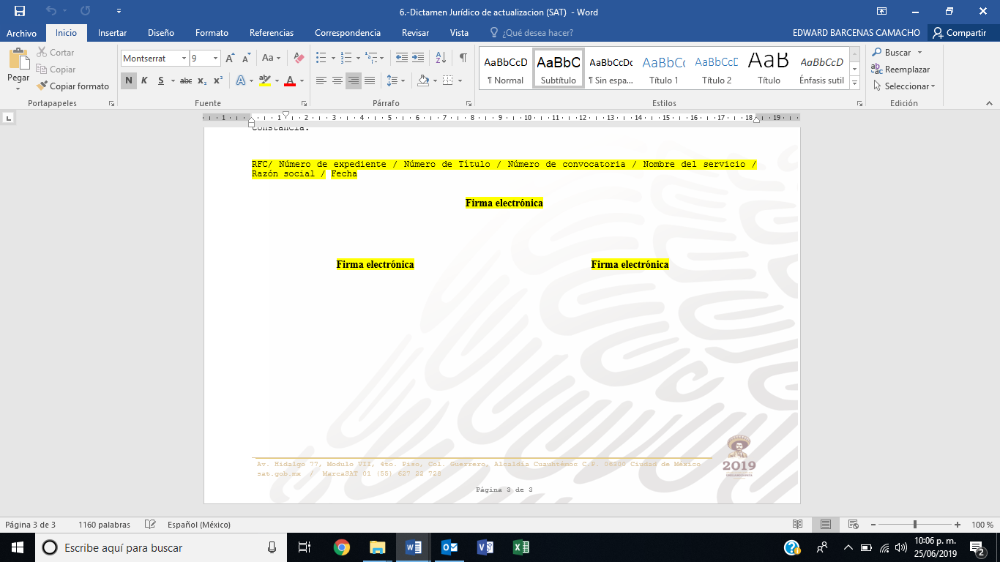 6.-Dictamen Jurídico de actualizacion (SAT) - Word
Archivo Inicio Insertar Diseño Formato Referencias Correspondencia Revisar Vista ¿Qué desea hacer? EDWARD BARCENAS CAMACHO Compartir
Pegar
Cortar
Copiar
Copiar formato
Portapapeles
Montserrat 9
Aa
N K S abc x₂ x² A ab A
Fuente
Párrafo
AaBbCcD AaBbC AaBbCcDc AaBbC AaBbCcD AaB AaBbCcD
¶ Normal Subtítulo ¶ Sin espa... Título 1 Título 2 Título Énfasis sutil
Estilos
Buscar
Reemplazar
Seleccionar
Edición
1 1 2 3 4 5 6 7 8 9 10 11 12 13 14 15 16 17 18 19
constancia.
RFC/ Número de expediente / Número de Título / Número de convocatoria / Nombre del servicio /
Razón social / Fecha
Firma electrónica
Firma electrónica Firma electrónica
Av. Hidalgo 77, Modulo VII, 4to. Piso, Col. Guerrero, Alcaldía Cuauhtémoc C.P. 06300 Ciudad de México
sat.gob.mx / MarcaSAT 01 (55) 627 22 728
2019
Página 3 de 3
Página 3 de 3 1160 palabras Español (México) 100 %
Escribe aquí para buscar
10:06 p. m.
25/06/2019
2